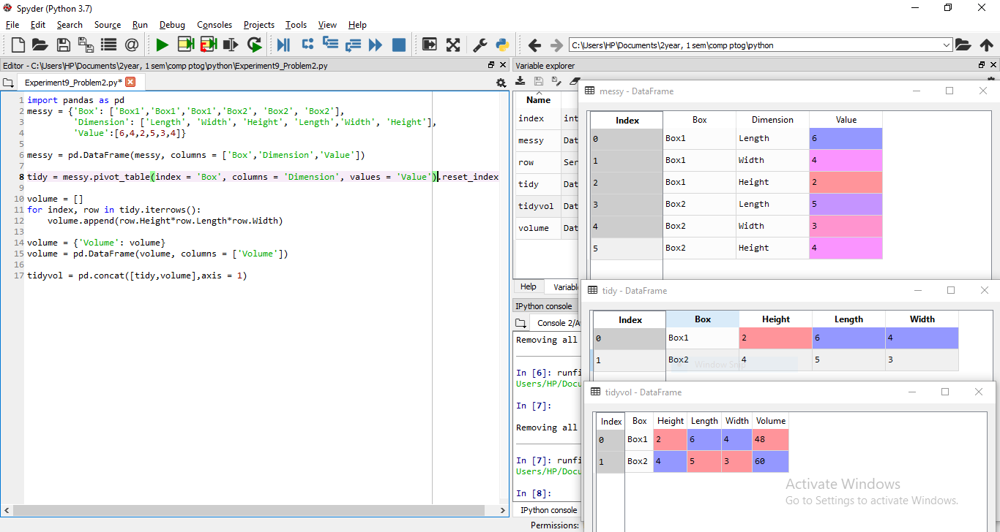 Spyder (Python 3.7)
File Edit Search Source Run Debug Consoles Projects Tools View Help
C:\Users\HP\Documents\2year, 1 sem\comp ptog\python
Editor - C:\Users\HP\Documents\2year, 1 sem\comp ptog\python\Experiment9_Problem2.py
Experiment9_Problem2.py*
1 import pandas as pd
2 messy = {'Box': ['Box1','Box1','Box1','Box2', 'Box2', 'Box2'],
3 'Dimension': ['Length', 'Width', 'Height', 'Length','Width', 'Height'],
4 'Value':[6,4,2,5,3,4]}
5
6 messy = pd.DataFrame(messy, columns = ['Box','Dimension','Value'])
7
8 tidy = messy.pivot_table(index = 'Box', columns = 'Dimension', values = 'Value').reset_index
9
10 volume = []
11 for index, row in tidy.iterrows():
12 volume.append(row.Height*row.Length*row.Width)
13
14 volume = {'Volume': volume}
15 volume = pd.DataFrame(volume, columns = ['Volume'])
16
17 tidyvol = pd.concat([tidy,volume],axis = 1)
Variable explorer
Name
index int
messy Dat
row Ser
tidy Dat
tidyvol Dat
volume Dat
Help Variabl
IPython console
Console 2/A
Removing all
In [6]: runfi
Users/HP/Docu
In [7]:
Removing all
In [7]: runfi
Users/HP/Docu
In [8]:
IPython console
Permissions:
messy - DataFrame
Index Box Dimension Value
0 Box1 Length 6
1 Box1 Width 4
2 Box1 Height 2
3 Box2 Length 5
4 Box2 Width 3
5 Box2 Height 4
tidy - DataFrame
Index Box Height Length Width
0 Box1 2 6 4
1 Box2 4 5 3
Window Snip
tidyvol - DataFrame
Index Box Height Length Width Volume
0 Box1 2 6 4 48
1 Box2 4 5 3 60
Activate Windows
Go to Settings to activate Windows.